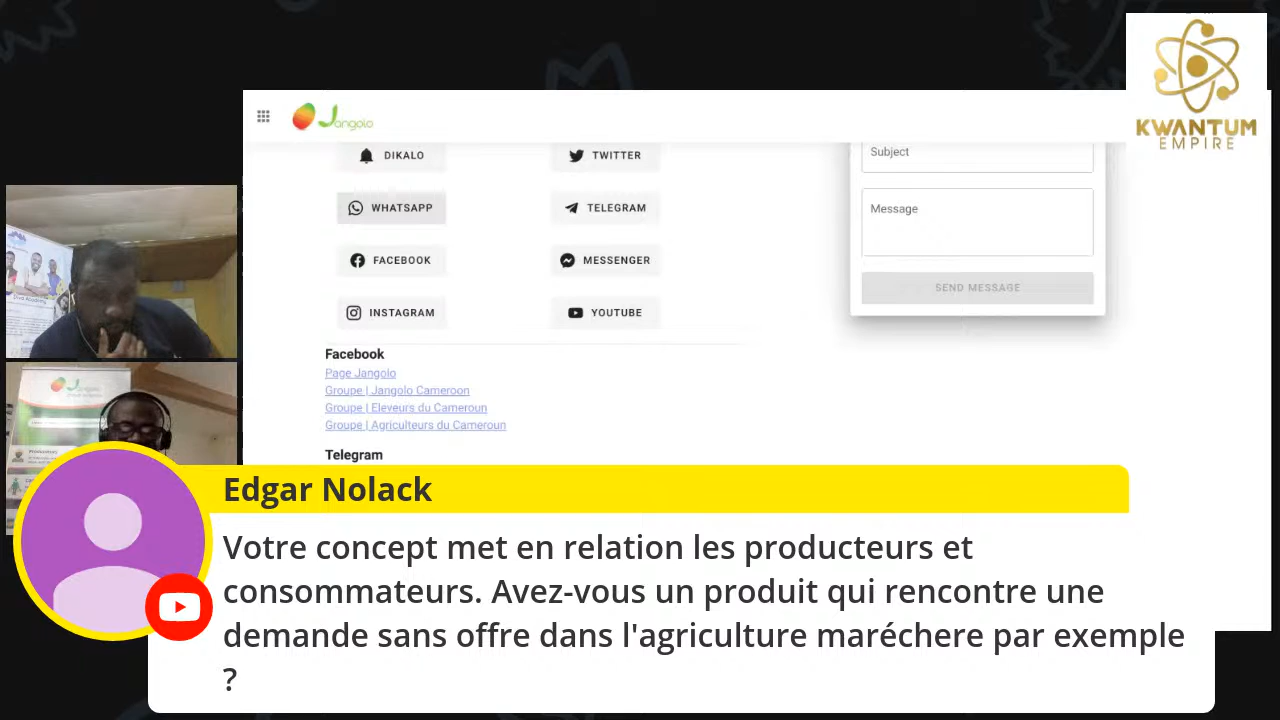 KWANTUM
EMPIRE
Jangolo
DIKALO
TWITTER
WHATSAPP
TELEGRAM
FACEBOOK
MESSENGER
INSTAGRAM
YOUTUBE
Subject
Message
SEND MESSAGE
Facebook
Page Jangolo
Groupe | Jangolo Cameroon
Groupe | Eleveurs du Cameroun
Groupe | Agriculteurs du Cameroun
Telegram
Jangolo
Edgar Nolack
Votre concept met en relation les producteurs et
consommateurs. Avez-vous un produit qui rencontre une
demande sans offre dans l'agriculture maréchere par exemple
?